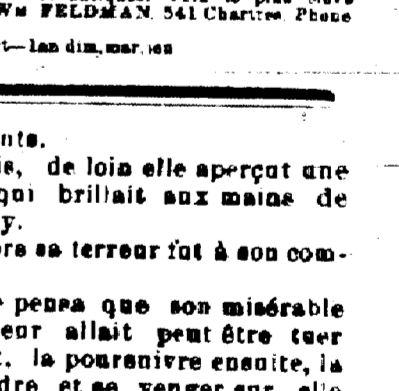 Wm FELDMAN, 541 Chartres. Phone
t—1an dim, mar, jeu
nts.
is, de loin elle aperçut une
qui brillait aux mains de
y.
ors sa terreur fut à son com-
pensa que son misérable
eur allait peut être tuer
t, la poursuivre ensuite, la
dre et se venger sur elle